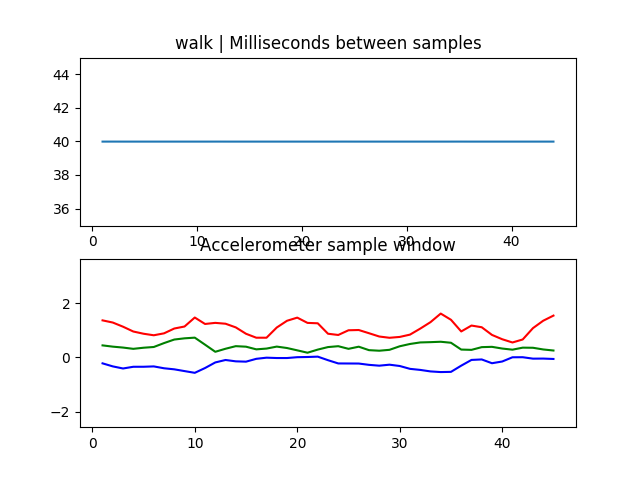 walk | Milliseconds between samples
44
42
40
38
36
0 10 20 30 40
Accelerometer sample window
2
0
−2
0 10 20 30 40